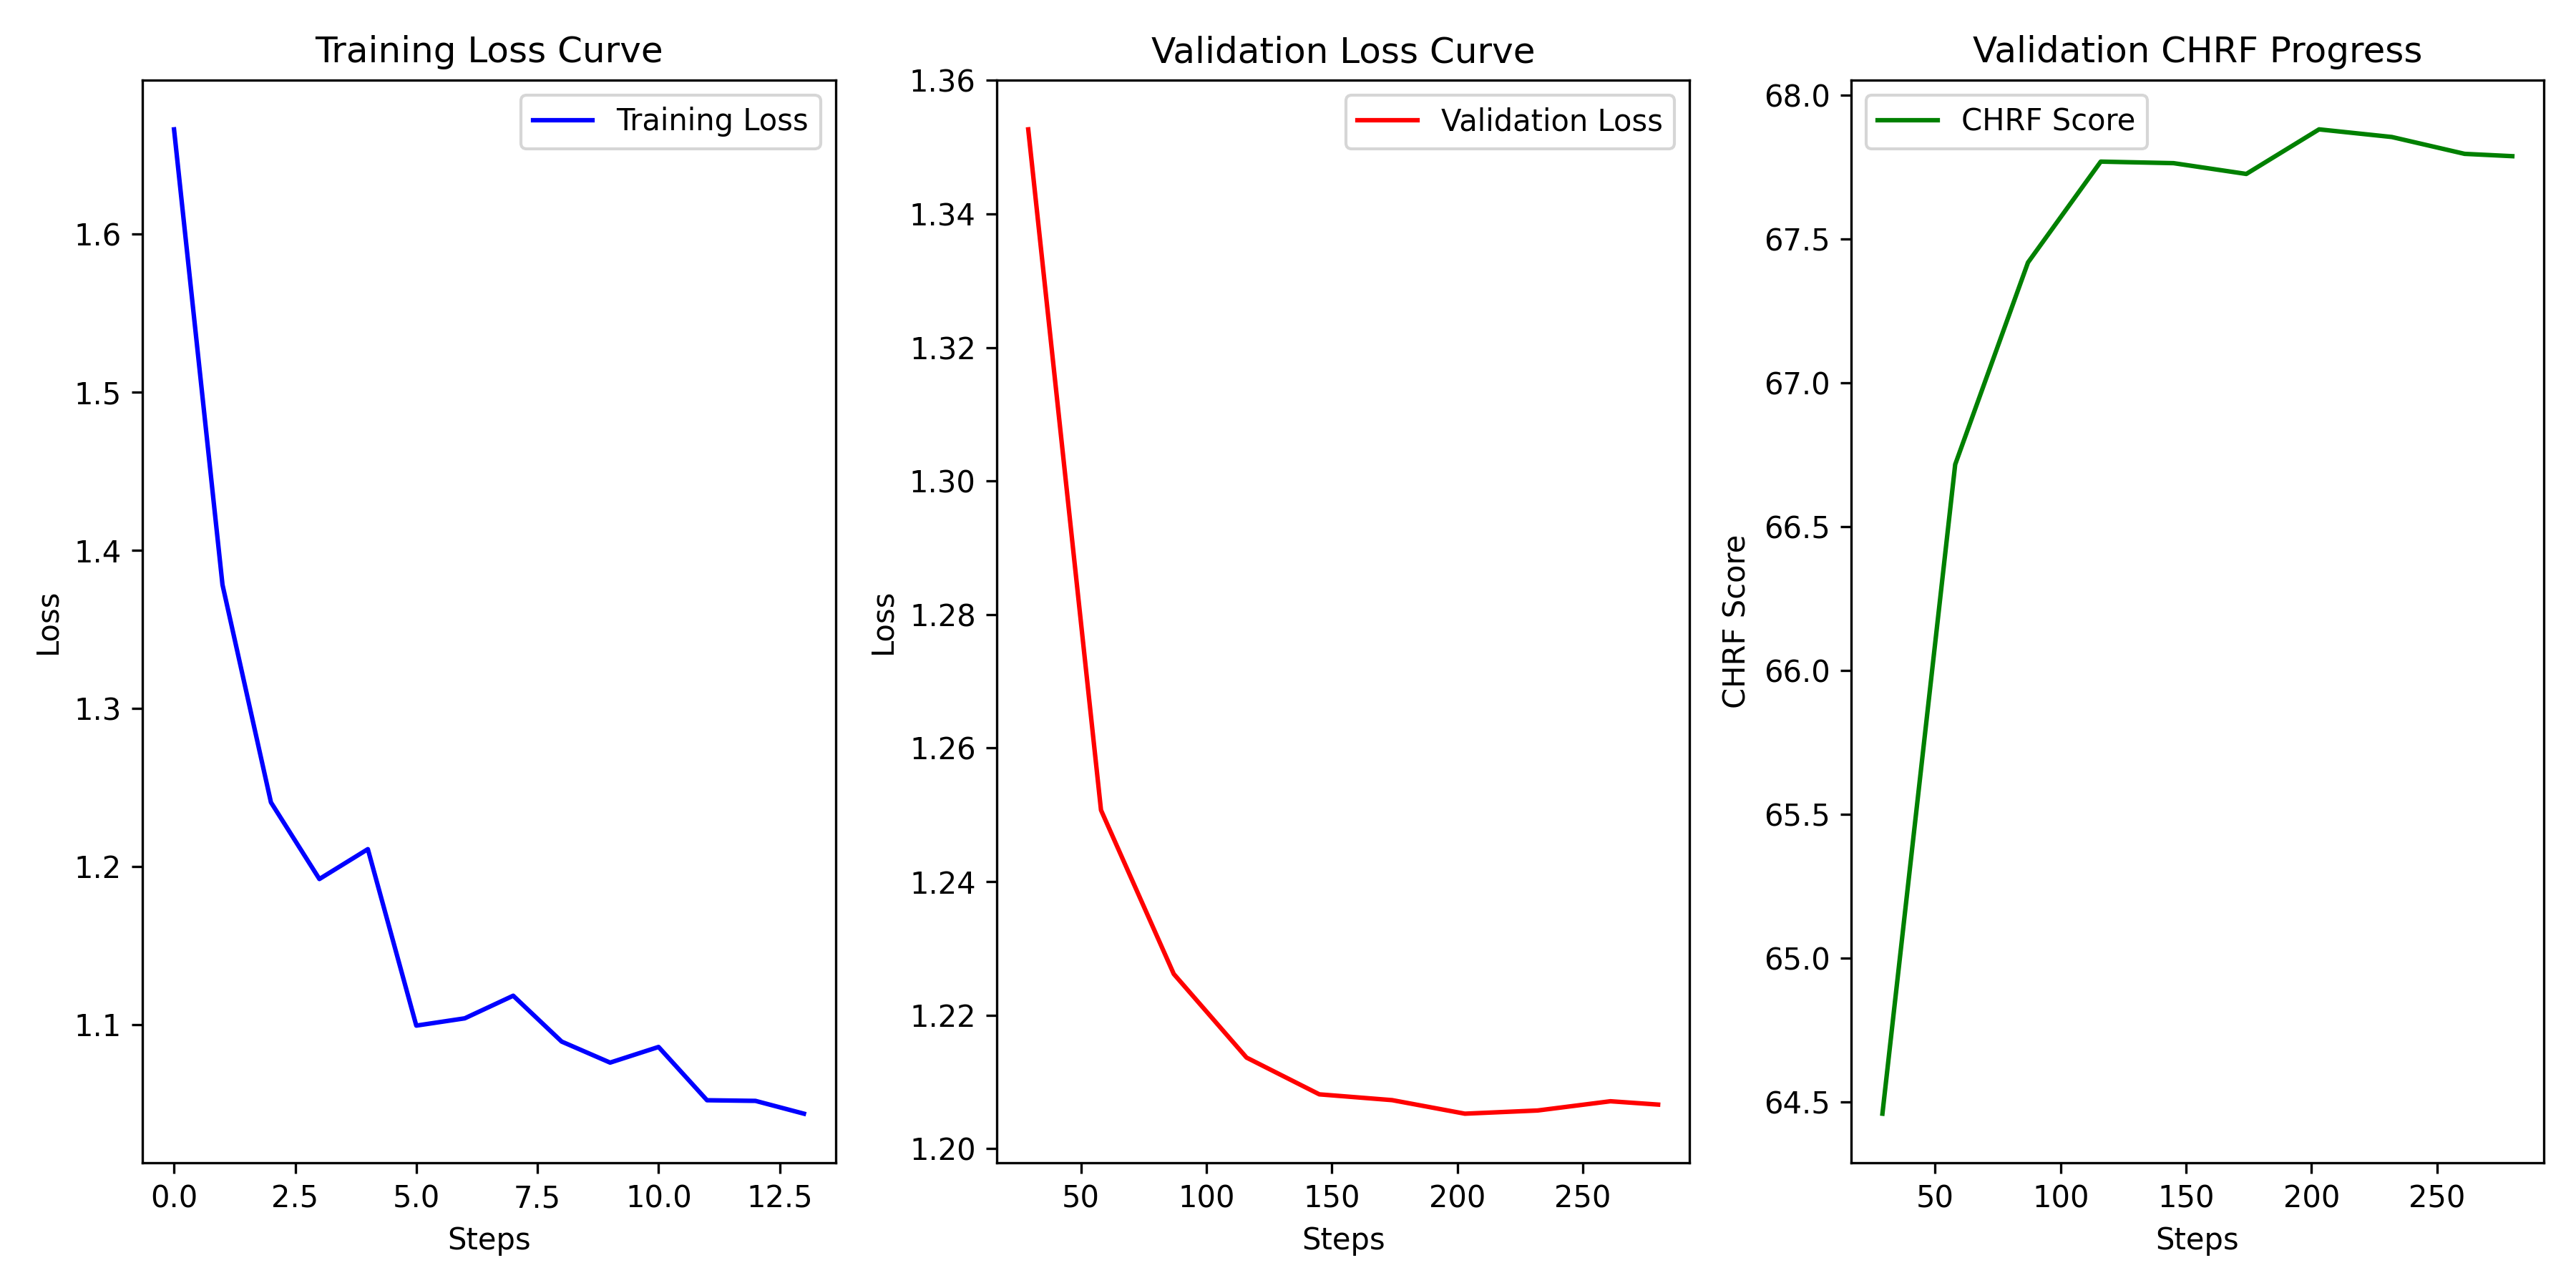 Training Loss Curve
Training Loss
1.6
1.5
1.4
1.3
1.2
1.1
Loss
0.0 2.5 5.0 7.5 10.0 12.5
Steps
Validation Loss Curve
Validation Loss
1.36
1.34
1.32
1.30
1.28
1.26
1.24
1.22
1.20
Loss
50 100 150 200 250
Steps
Validation CHRF Progress
CHRF Score
68.0
67.5
67.0
66.5
66.0
65.5
65.0
64.5
CHRF Score
50 100 150 200 250
Steps